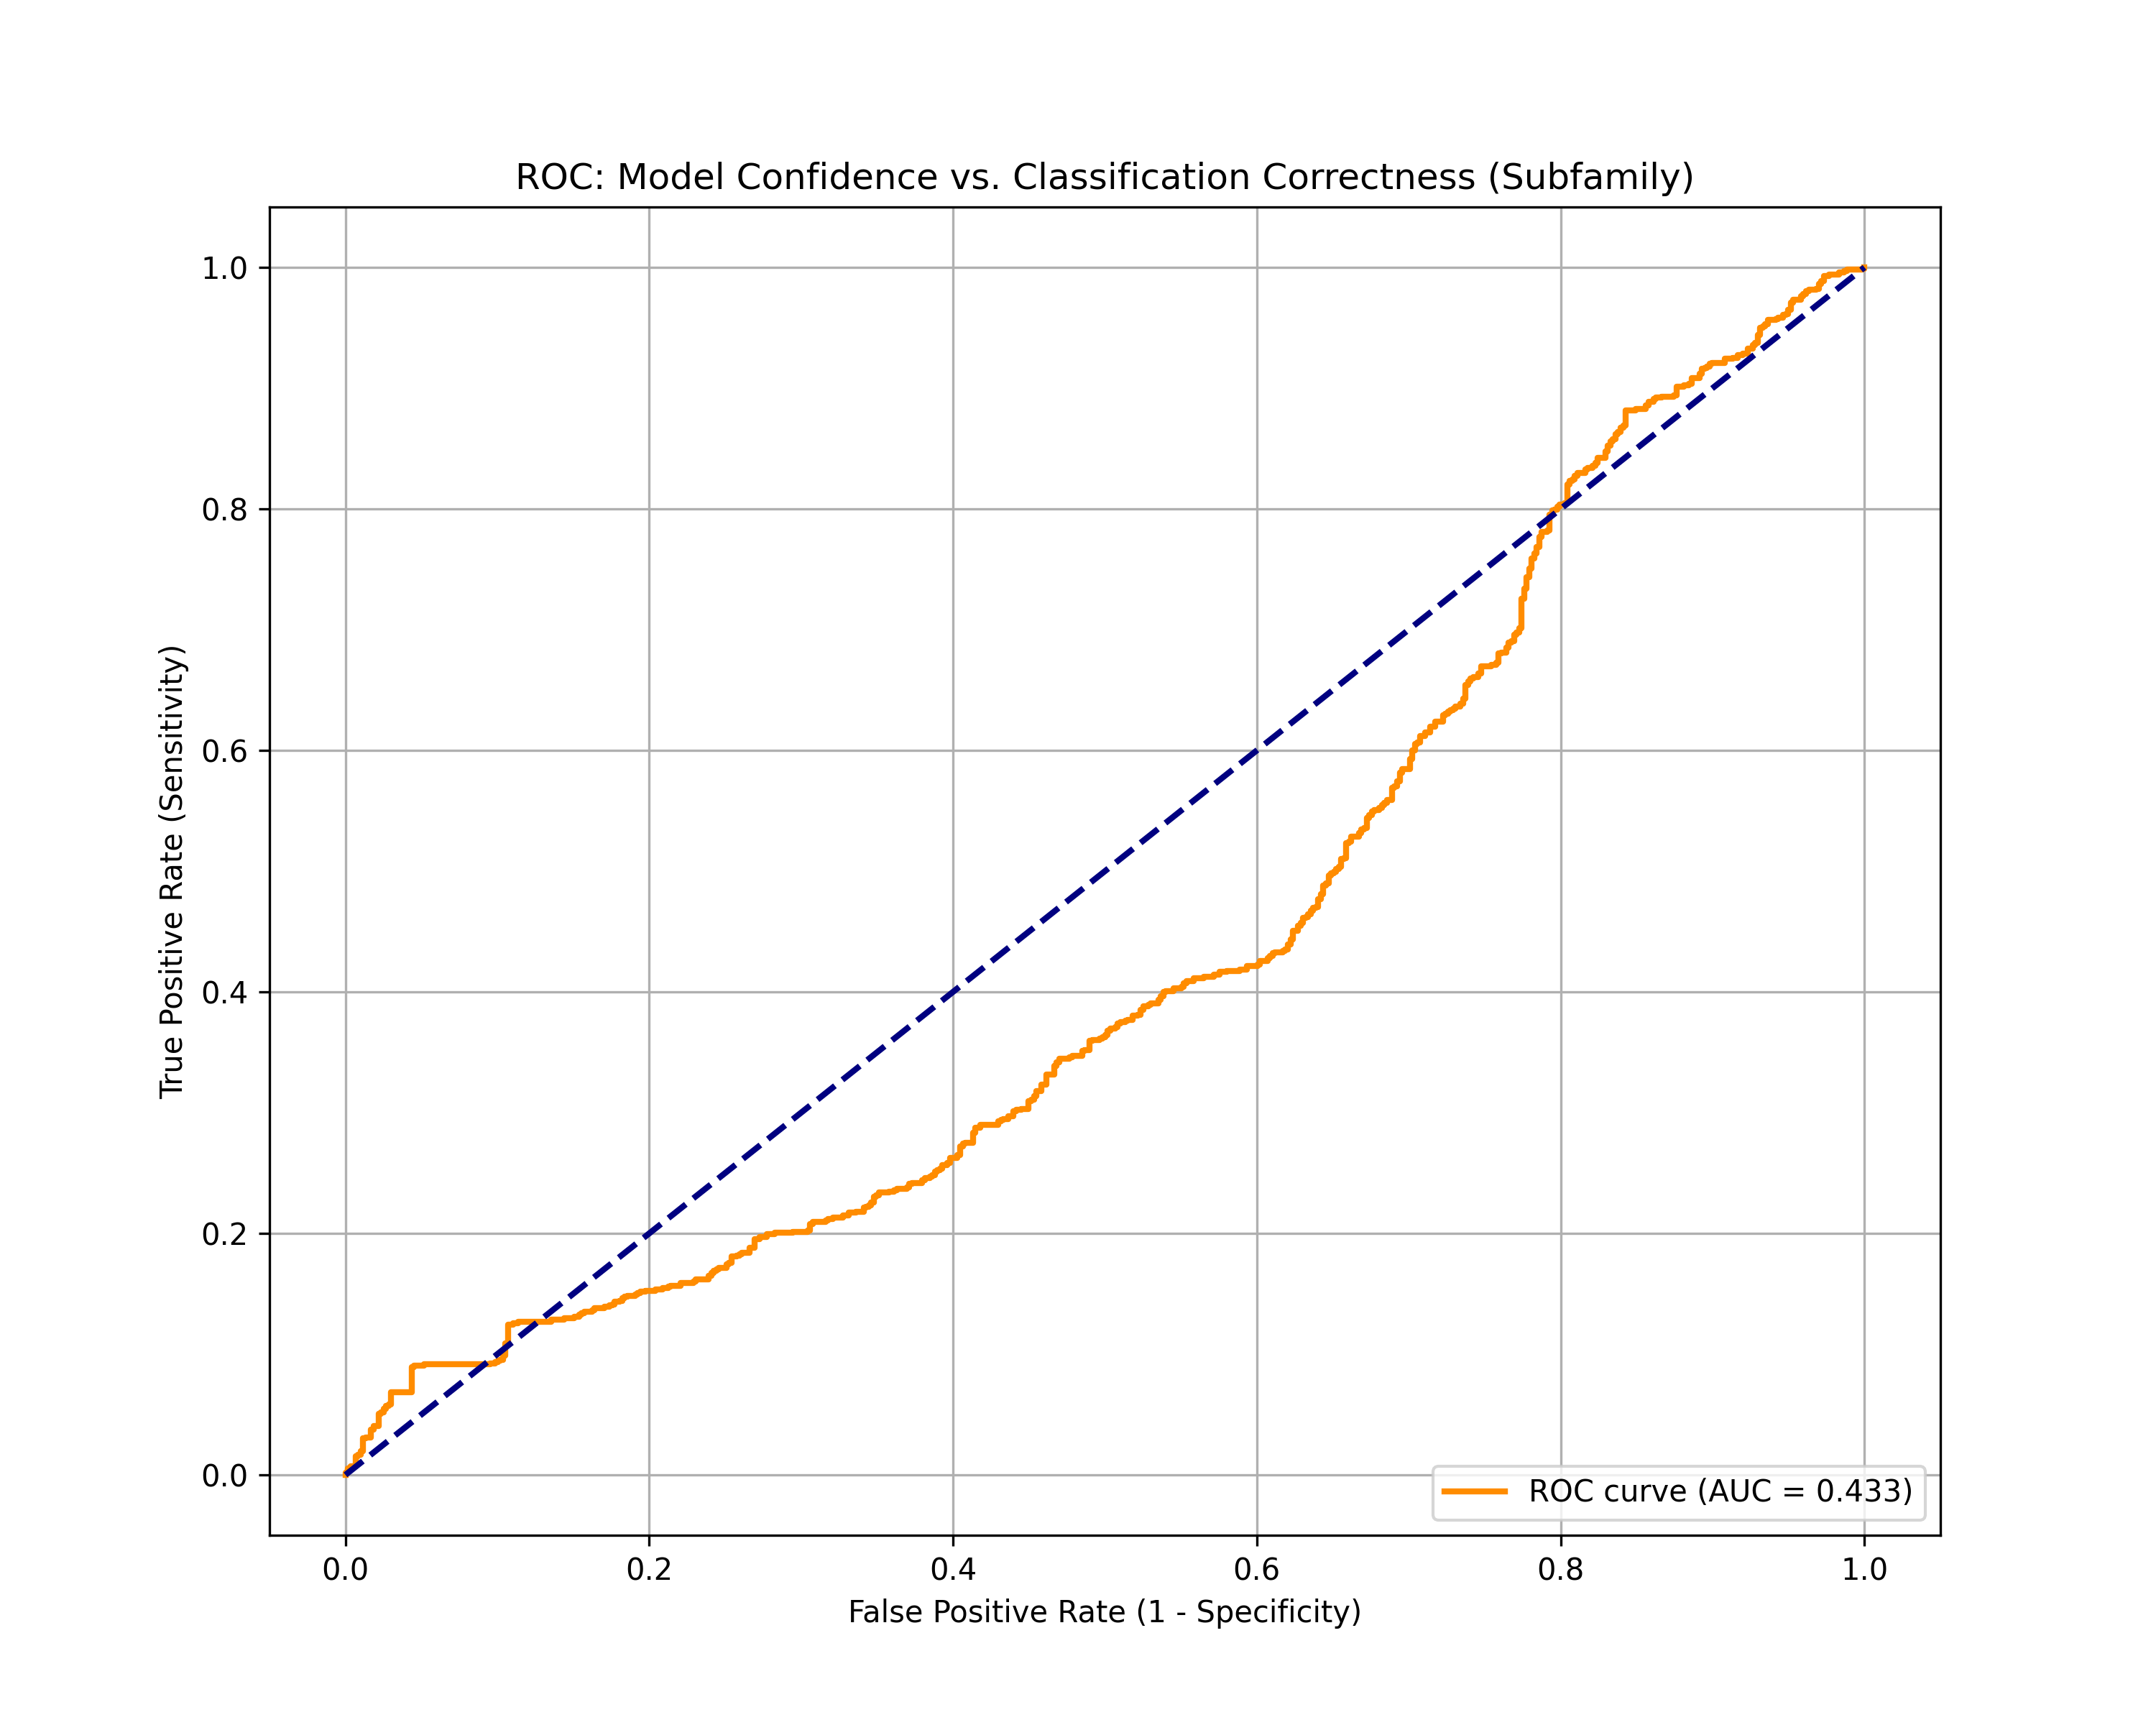 ROC: Model Confidence vs. Classification Correctness (Subfamily)
True Positive Rate (Sensitivity)
1.0
0.8
0.6
0.4
0.2
0.0
ROC curve (AUC = 0.433)
0.0 0.2 0.4 0.6 0.8 1.0
False Positive Rate (1 - Specificity)